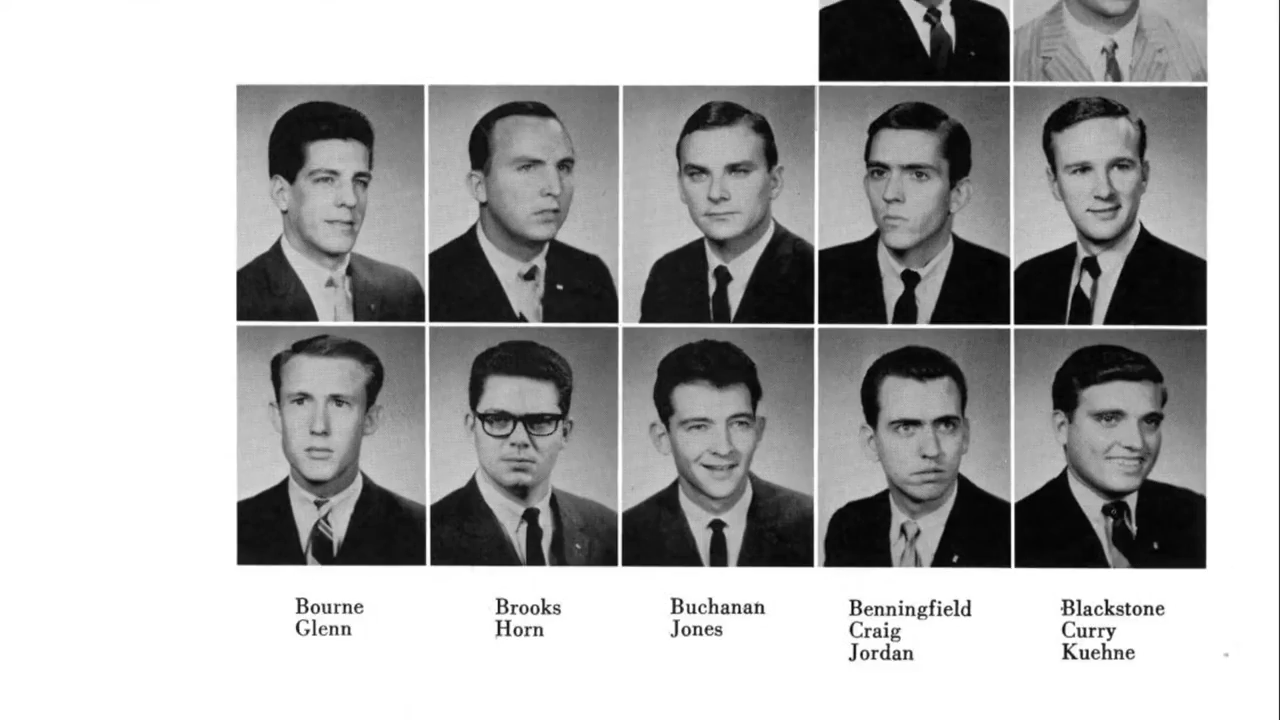 Bourne
Glenn
Brooks
Horn
Buchanan
Jones
Benningfield
Craig
Jordan
Blackstone
Curry
Kuehne